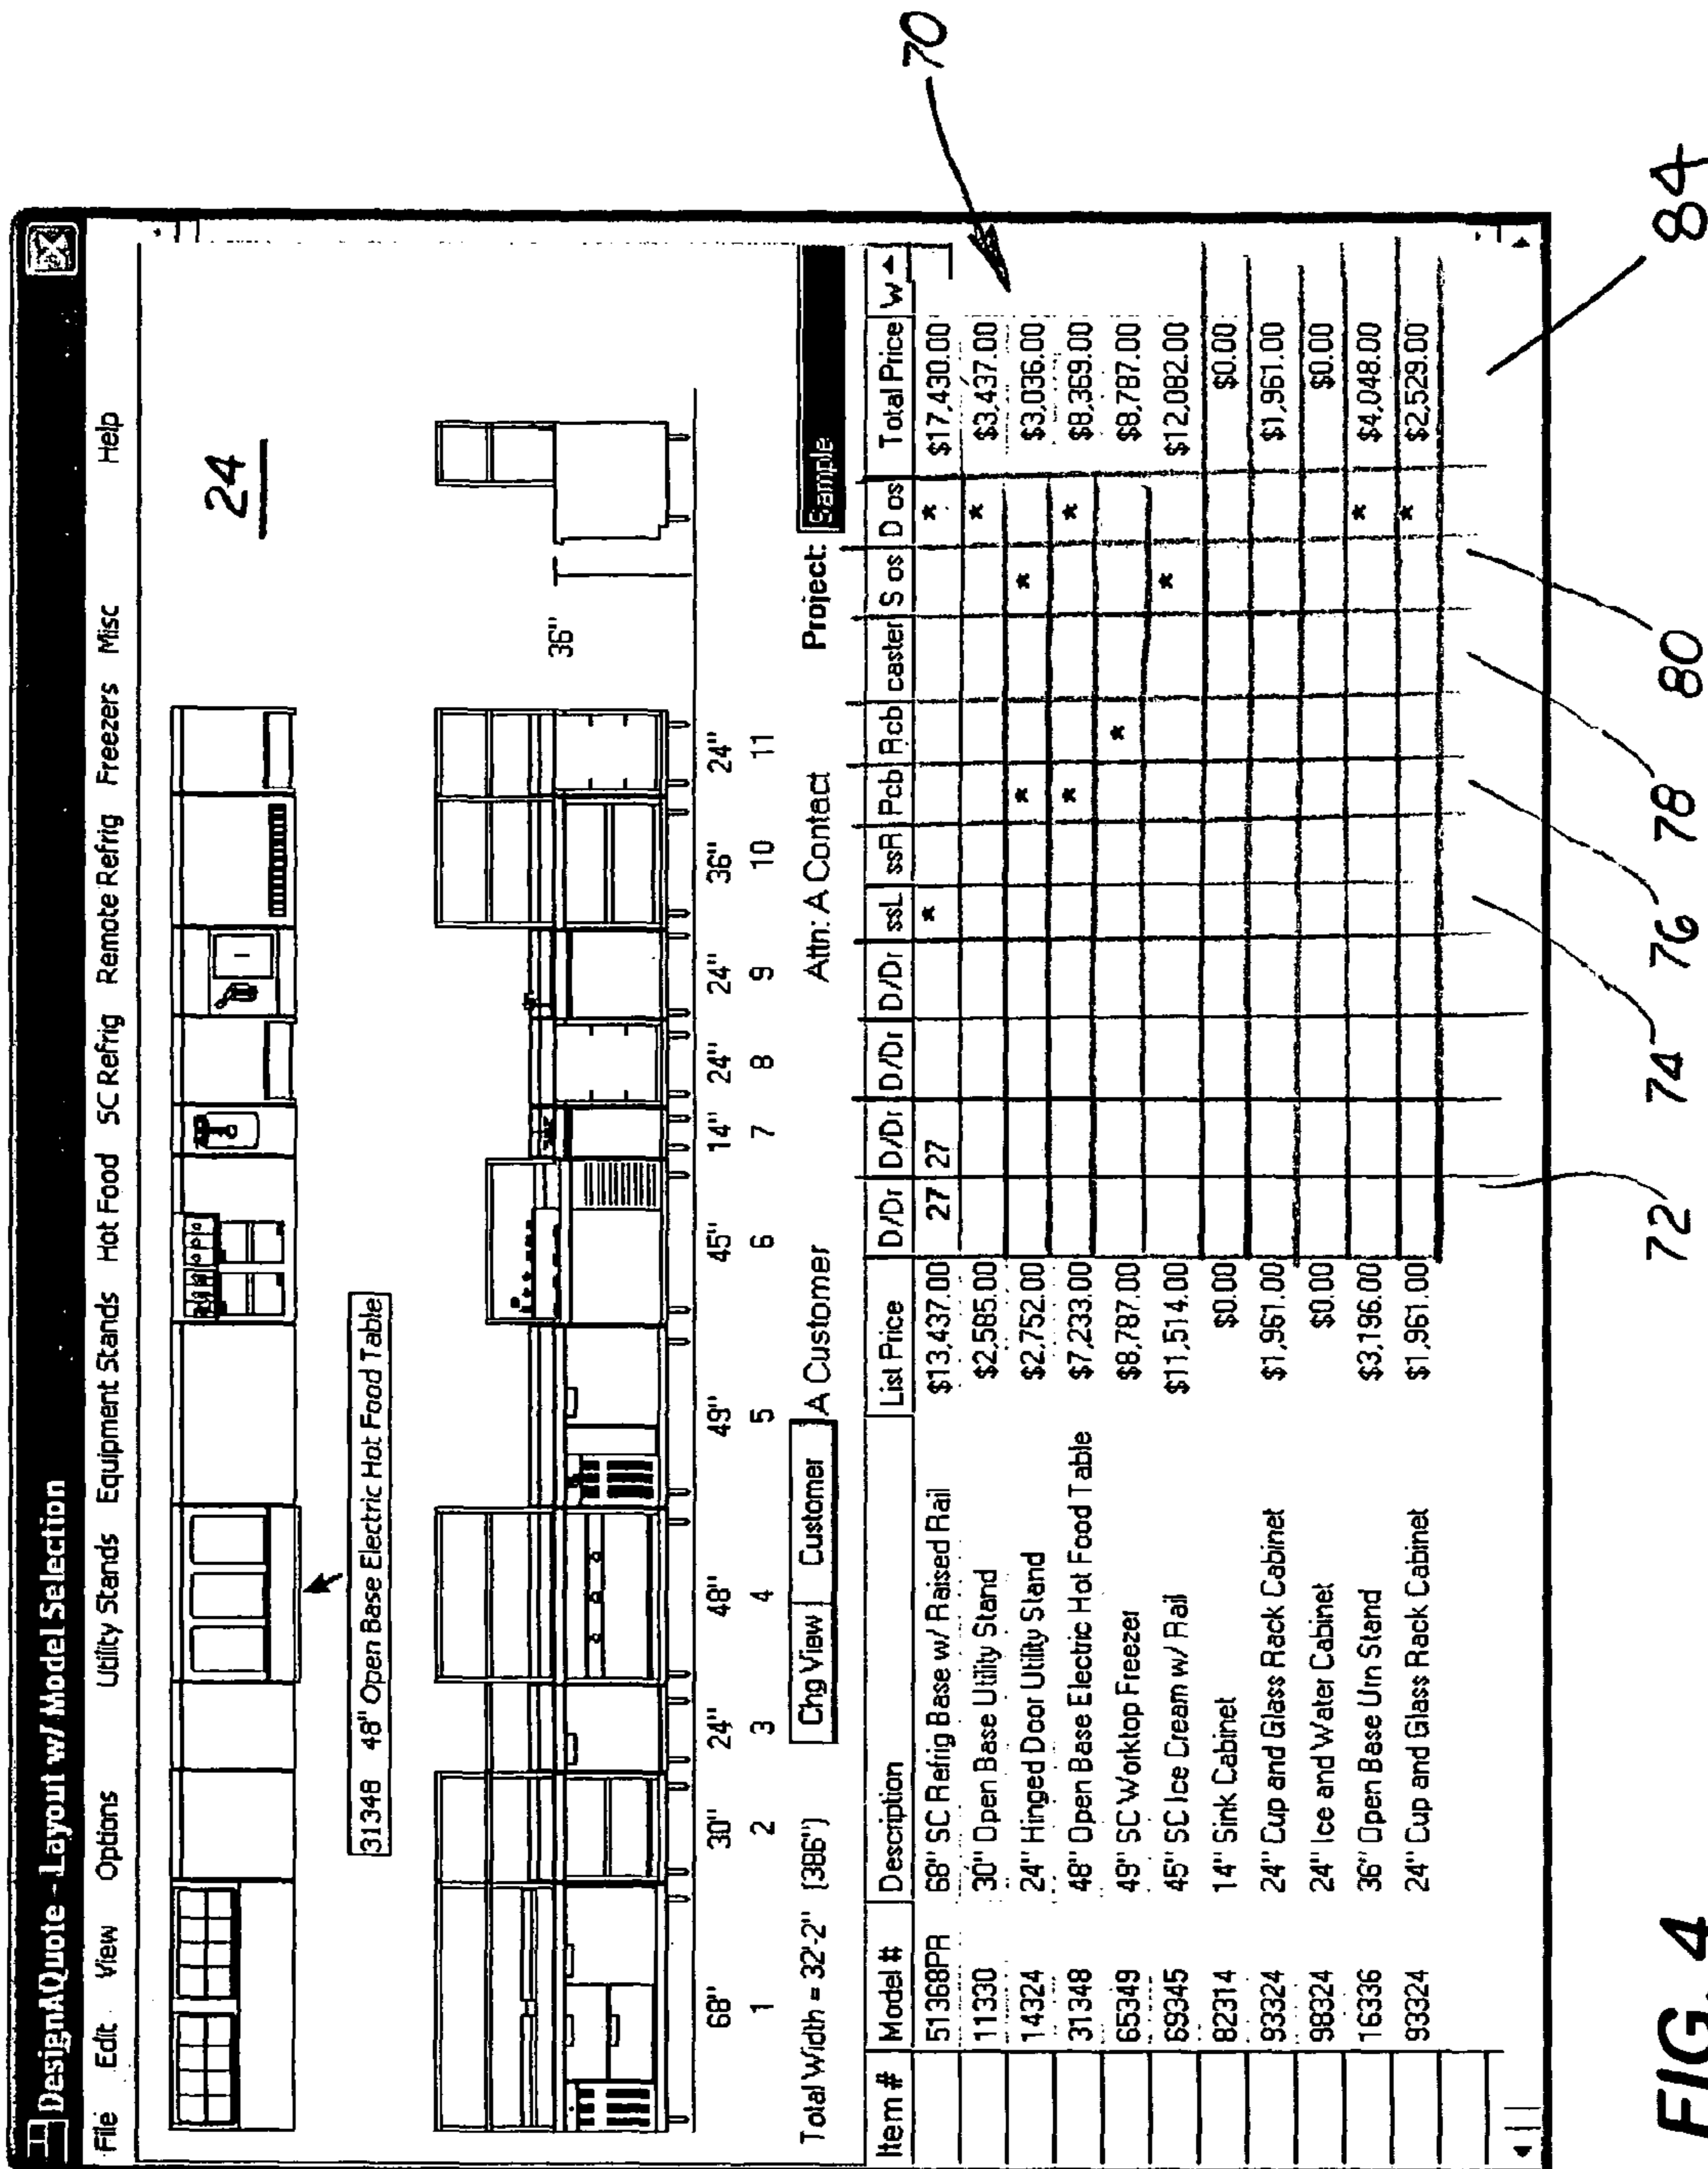 DesignAQuote - Layout w/ Model Selection
File Edit View Options Utility Stands Equipment Stands Hot Food SC Refrig Remote Refrig Freezers Misc Help
24
31348 48" Open Base Electric Hot Food Table
36"
68" 30" 24" 48" 49" 45" 14" 24" 24" 36" 24"
1 2 3 4 5 6 7 8 9 10 11
Total Width = 32'-2" (386") Chg View Customer A Customer Attn: A Contact Project: Sample
70
Item # Model # Description List Price D/Dr D/Dr D/Dr D/Dr ssL ssR Pcb Rcb caster S os D os Total Price W
51368PR 68" SC Refrig Base w/ Raised Rail $13,437.00 27 27 * * $17,430.00
11330 30" Open Base Utility Stand $2,585.00 * $3,437.00
14324 24" Hinged Door Utility Stand $2,752.00 * * $3,036.00
31348 48" Open Base Electric Hot Food Table $7,233.00 * * $8,369.00
65349 49" SC Worktop Freezer $8,787.00 * $8,787.00
69345 45" SC Ice Cream w/ Rail $11,514.00 * $12,082.00
82314 14" Sink Cabinet $0.00 $0.00
93324 24" Cup and Glass Rack Cabinet $1,961.00 $1,961.00
98324 24" Ice and Water Cabinet $0.00 $0.00
16336 36" Open Base Urn Stand $3,196.00 * $4,048.00
93324 24" Cup and Glass Rack Cabinet $1,961.00 * $2,529.00
72 74 76 78 80 84
FIG. 4